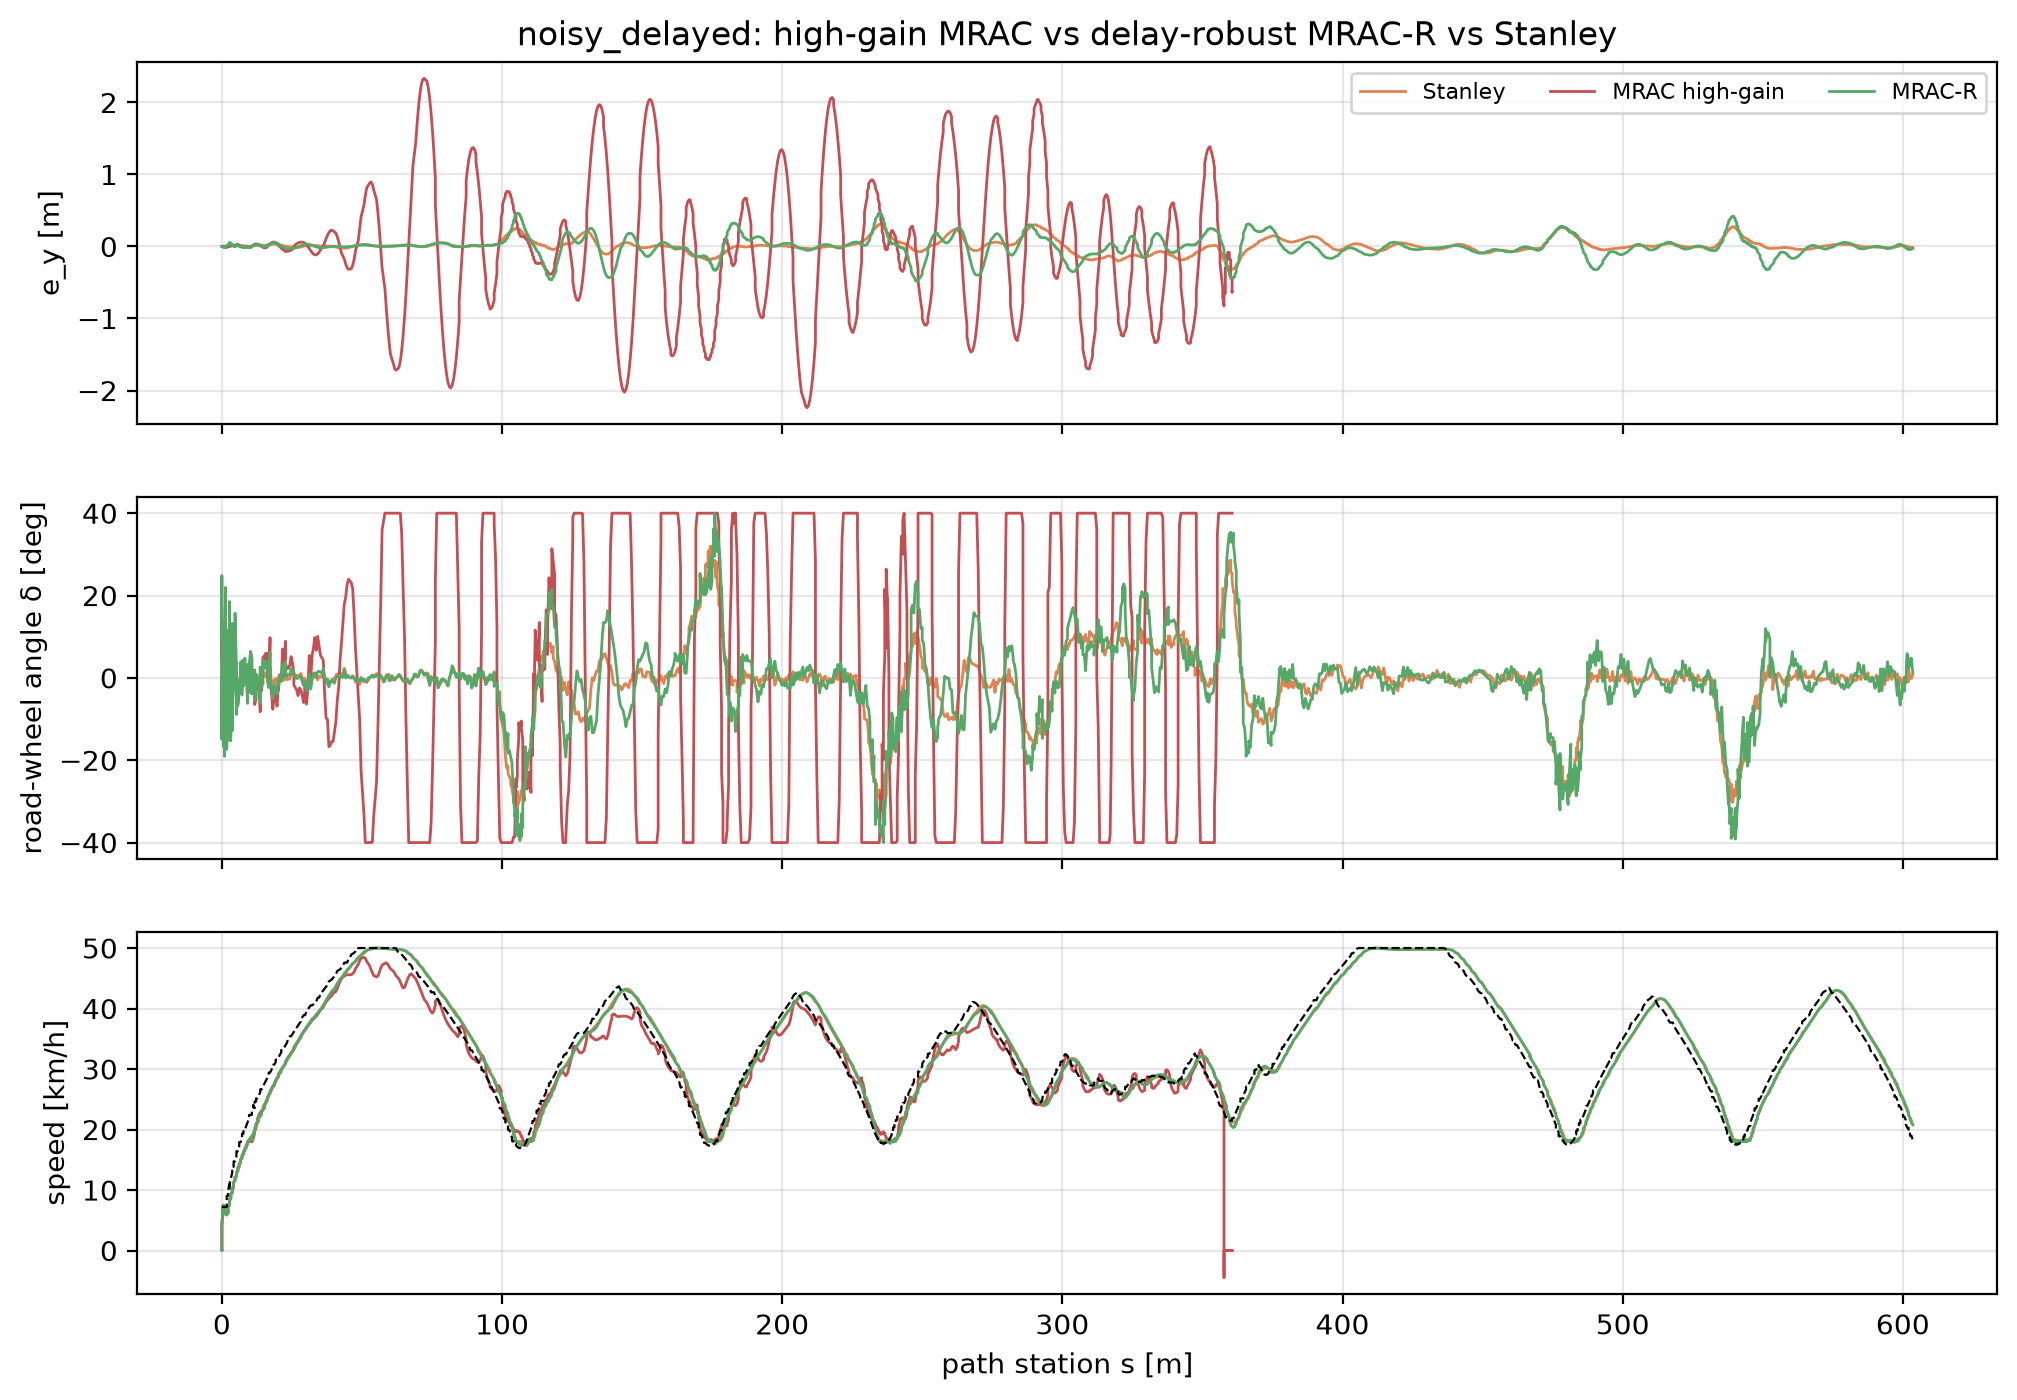 noisy_delayed: high-gain MRAC vs delay-robust MRAC-R vs Stanley
Stanley MRAC high-gain MRAC-R
e_y [m]
2
1
0
−1
−2
road-wheel angle δ [deg]
40
20
0
−20
−40
speed [km/h]
50
40
30
20
10
0
0 100 200 300 400 500 600
path station s [m]